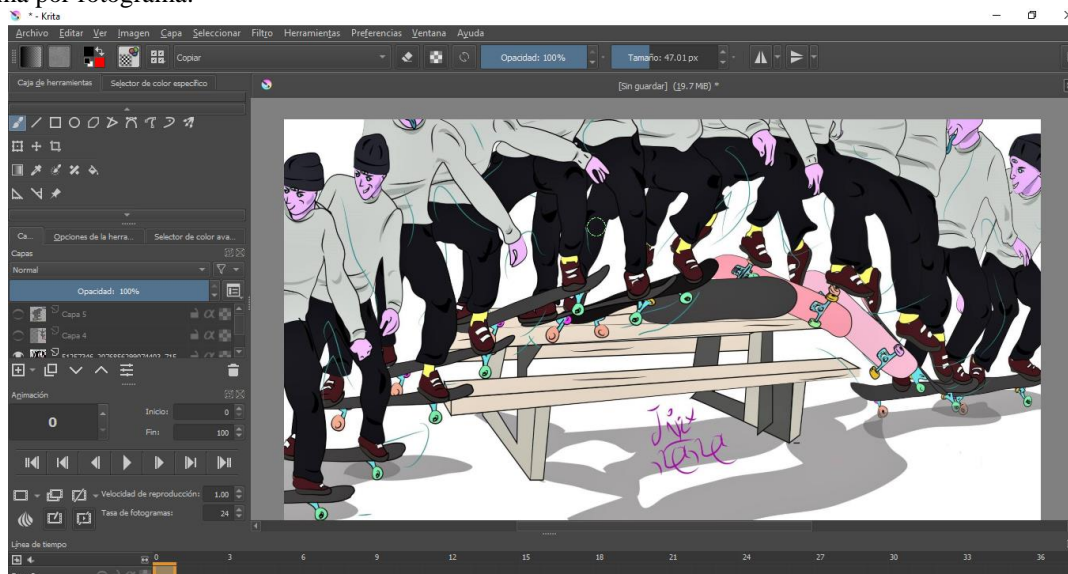 na por fotograma.
* - Krita
Archivo Editar Ver Imagen Capa Seleccionar Filtro Herramientas Preferencias Ventana Ayuda
Copiar Opacidad: 100% Tamaño: 47.01 px
Caja de herramientas Selector de color específico
[Sin guardar] (19.7 MiB) *
Ca... Opciones de la herra... Selector de color ava...
Capas
Normal
Opacidad: 100%
Capa 5
Capa 4
Animación
0
Inicio: 0
Fin: 100
Velocidad de reproducción: 1.00
Tasa de fotogramas: 24
Línea de tiempo
0 3 6 9 12 15 18 21 24 27 30 33 36